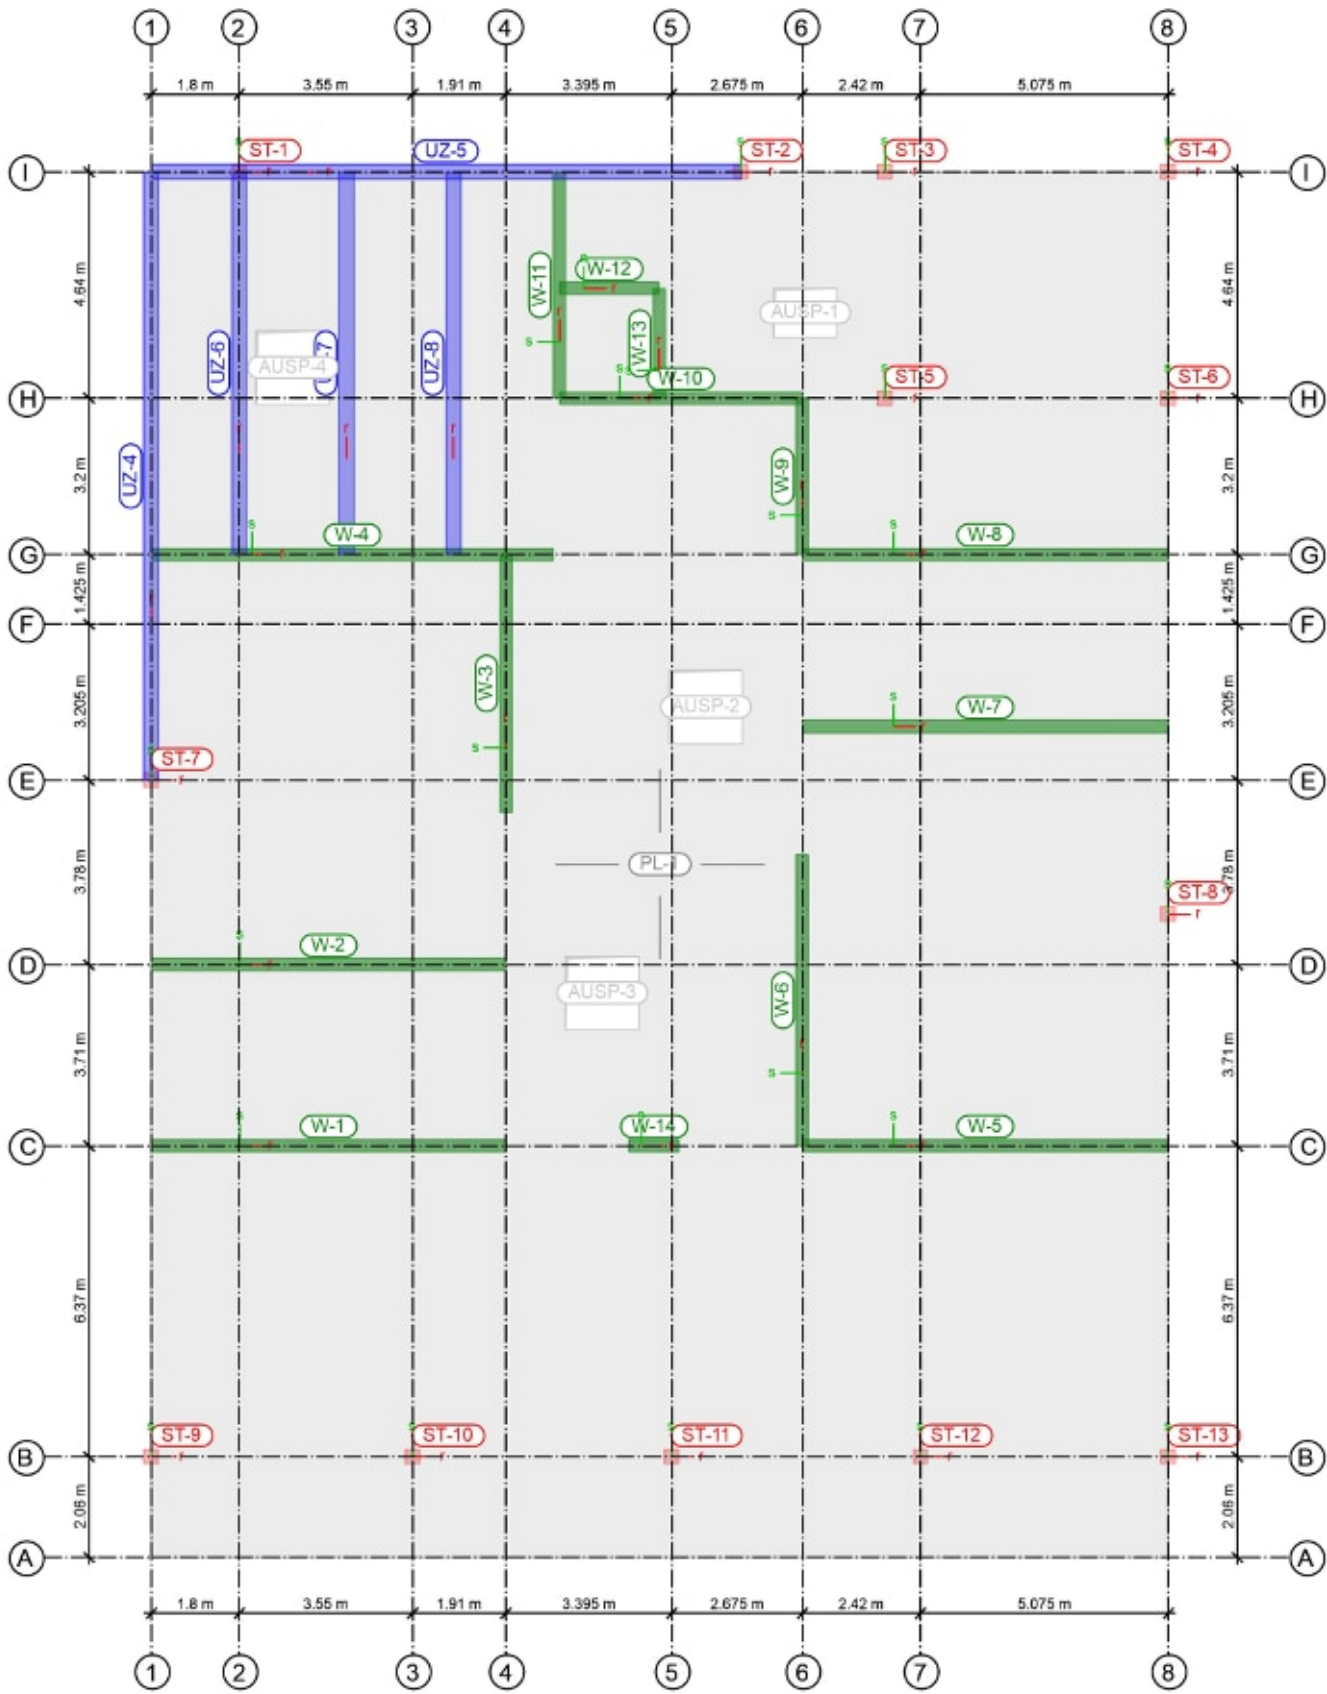 1 2 3 4 5 6 7 8
1.8 m 3.55 m 1.91 m 3.395 m 2.675 m 2.42 m 5.075 m
s s s s
ST-1 UZ-5 ST-2 ST-3 ST-4
I r r r r r I
W-11 s W-12
r
4.64 m AUSP-1 4.64 m
UZ-6 AUSP-4 UZ-8 s r W-13 r
s s s
W-10 ST-5 ST-6
H r r r H
r r r
3.2 m UZ-4 W-9 r 3.2 m
s s s
W-4 W-8
G r r G
1.425 m 1.425 m
F F
3.205 m W-3 AUSP-2 s 3.205 m
W-7
r r
s
ST-7
E r E
3.78 m PL-1
s
ST-8
r
s
W-2
D r D
AUSP-3
3.71 m W-6 3.71 m
r
s
s s s
W-1 W-14 W-5
C r r C
6.37 m 6.37 m
s s s s s
ST-9 ST-10 ST-11 ST-12 ST-13
B r r r r r B
2.06 m 2.06 m
A A
1.8 m 3.55 m 1.91 m 3.395 m 2.675 m 2.42 m 5.075 m
1 2 3 4 5 6 7 8